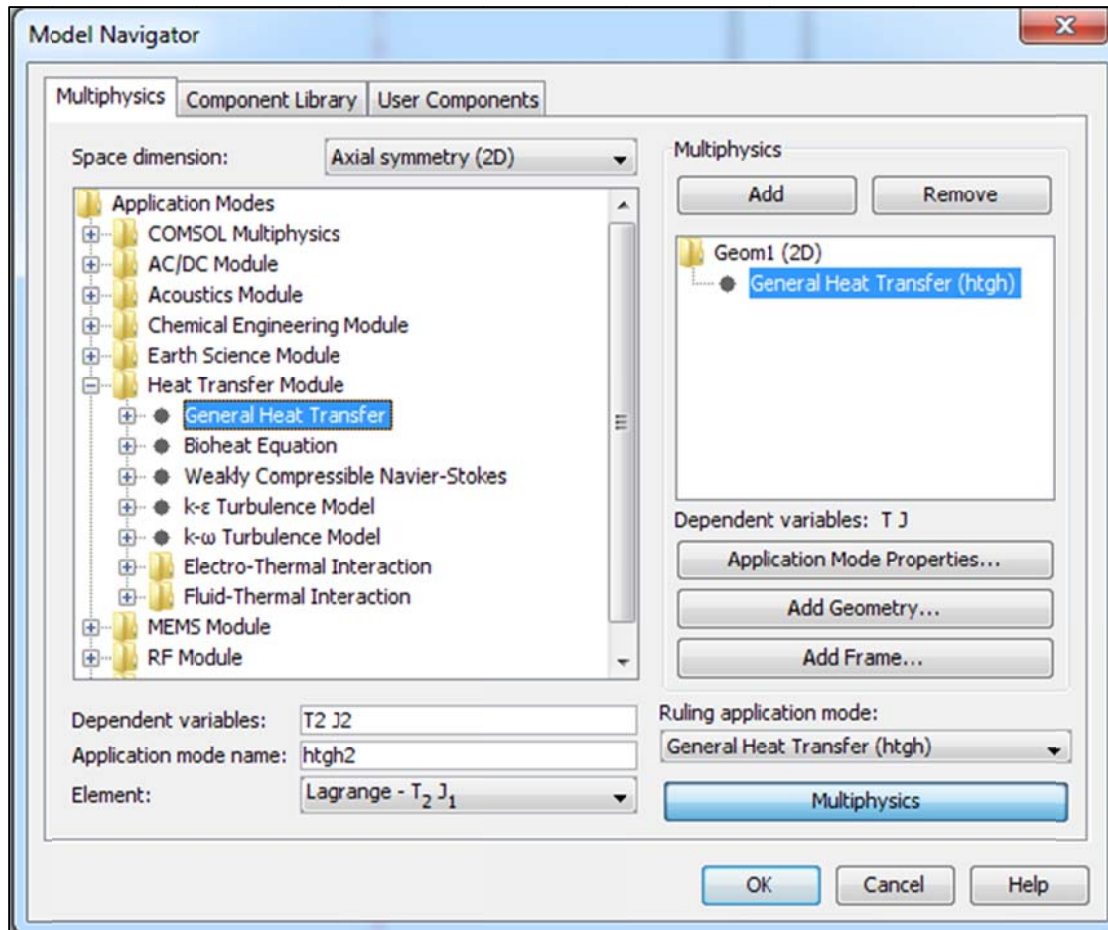 Model Navigator
Multiphysics
Component Library
User Components
Space dimension:
Axial symmetry (2D)
Application Modes
COMSOL Multiphysics
AC/DC Module
Acoustics Module
Chemical Engineering Module
Earth Science Module
Heat Transfer Module
General Heat Transfer
Bioheat Equation
Weakly Compressible Navier-Stokes
k-ε Turbulence Model
k-ω Turbulence Model
Electro-Thermal Interaction
Fluid-Thermal Interaction
MEMS Module
RF Module
Dependent variables:
T2 J2
Application mode name:
htgh2
Element:
Lagrange - T₂ J₁
Multiphysics
Add
Remove
Geom1 (2D)
General Heat Transfer (htgh)
Dependent variables: T J
Application Mode Properties...
Add Geometry...
Add Frame...
Ruling application mode:
General Heat Transfer (htgh)
Multiphysics
OK
Cancel
Help